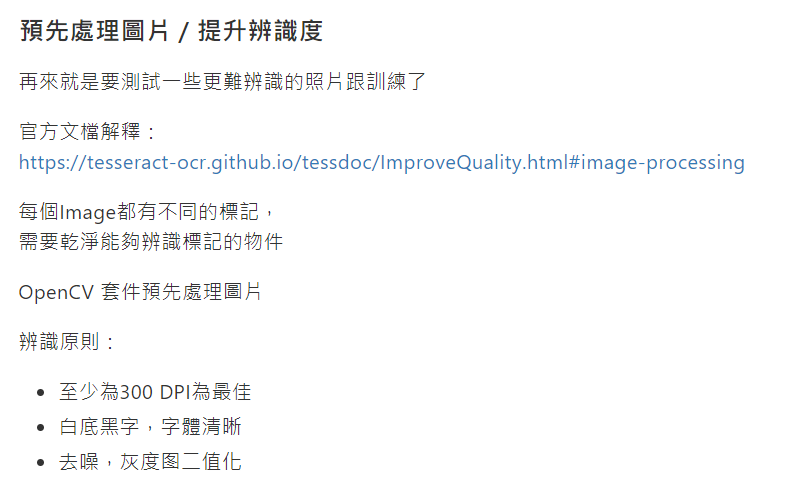 預先處理圖片 / 提升辨識度
再來就是要測試一些更難辨識的照片跟訓練了
官方文檔解釋：
https://tesseract-ocr.github.io/tessdoc/ImproveQuality.html#image-processing
每個Image都有不同的標記，
需要乾淨能夠辨識標記的物件
OpenCV 套件預先處理圖片
辨識原則：
• 至少為300 DPI為最佳
• 白底黑字，字體清晰
• 去噪，灰度图二值化